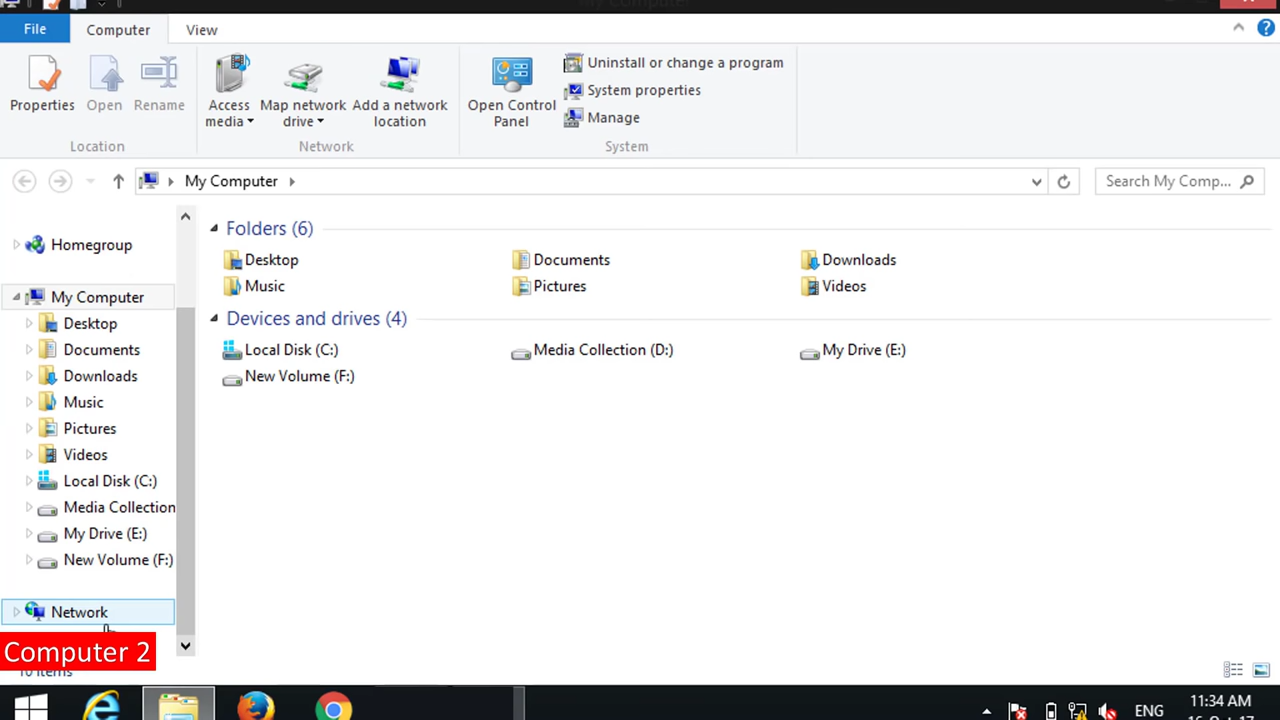 My Computer
File Computer View
Properties Open Rename Access media Map network drive Add a network location Open Control Panel Uninstall or change a program
System properties
Manage
Location Network System
My Computer Search My Comp...
Homegroup
My Computer
Desktop
Documents
Downloads
Music
Pictures
Videos
Local Disk (C:)
Media Collection
My Drive (E:)
New Volume (F:)
Network
Folders (6)
Desktop Documents Downloads
Music Pictures Videos
Devices and drives (4)
Local Disk (C:) Media Collection (D:) My Drive (E:)
New Volume (F:)
Computer 2
10 items
ENG 11:34 AM